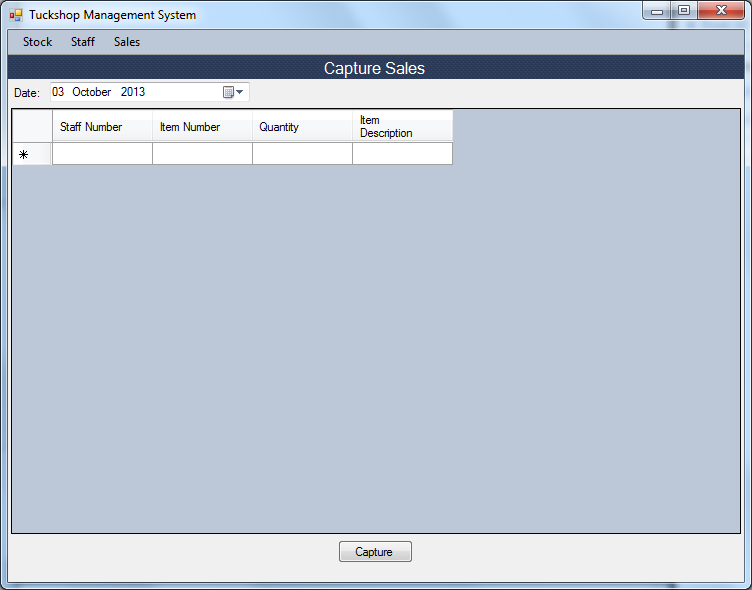 Tuckshop Management System
Stock Staff Sales
Capture Sales
Date: 03 October 2013
Staff Number Item Number Quantity Item
Description
Capture